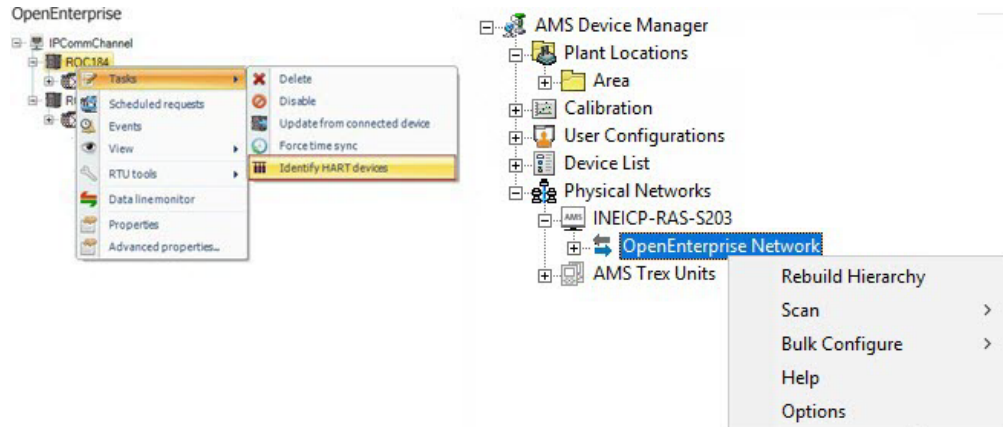 OpenEnterprise
IPCommChannel
ROC184
Tasks
Scheduled requests
Events
View
RTU tools
Data line monitor
Properties
Advanced properties...
Delete
Disable
Update from connected device
Force time sync
Identify HART devices
AMS Device Manager
Plant Locations
Area
Calibration
User Configurations
Device List
Physical Networks
AMS
INEICP-RAS-S203
OpenEnterprise Network
AMS Trex Units
Rebuild Hierarchy
Scan
Bulk Configure
Help
Options